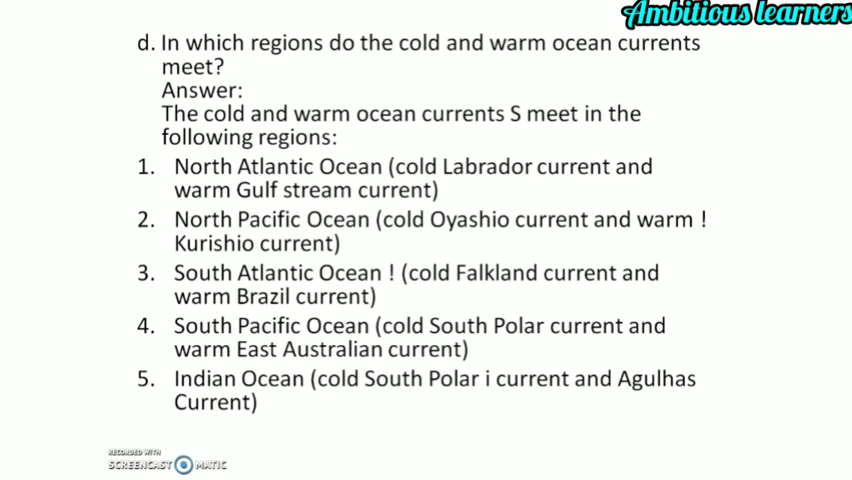 Ambitious learners
d. In which regions do the cold and warm ocean currents
meet?
Answer:
The cold and warm ocean currents S meet in the
following regions:
1. North Atlantic Ocean (cold Labrador current and
warm Gulf stream current)
2. North Pacific Ocean (cold Oyashio current and warm !
Kurishio current)
3. South Atlantic Ocean ! (cold Falkland current and
warm Brazil current)
4. South Pacific Ocean (cold South Polar current and
warm East Australian current)
5. Indian Ocean (cold South Polar i current and Agulhas
Current)
RECORDED WITH
SCREENCAST MATIC